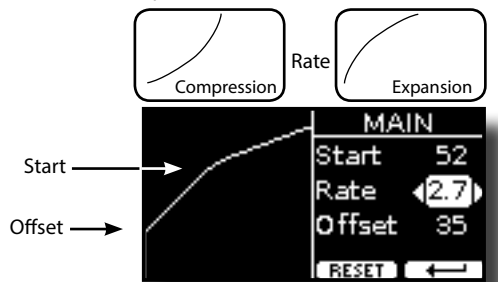 Compression
Rate
Expansion
MAIN
Start 52
Rate 2.7
Offset 35
RESET
Start
Offset